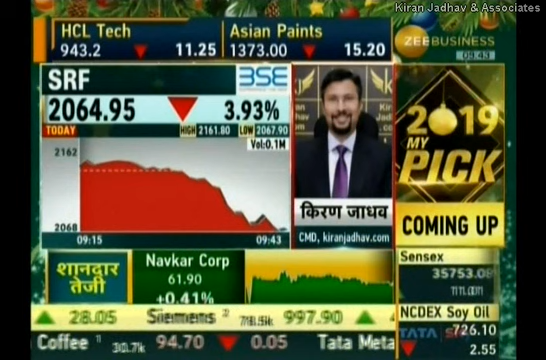 Kiran Jadhav & Associates
HCL Tech
943.2 11.25
Asian Paints
1373.00 15.20
ZEE BUSINESS
09:43
SRF
BSE
2064.95 3.93%
TODAY
HIGH 2161.80 LOW 2067.90
Vol:0.1M
2162
2068
09:15 09:43
किरण जाधव
CMD, kiranjadhav.com
2019
MY
PICK
COMING UP
शानदार
तेजी
Navkar Corp
61.90
+0.41%
Sensex
35753.08
NCDEX Soy Oil
726.10
2.55
28.05 Siemens 997.90
Coffee 30.7k 94.70 0.05 Tata Meta